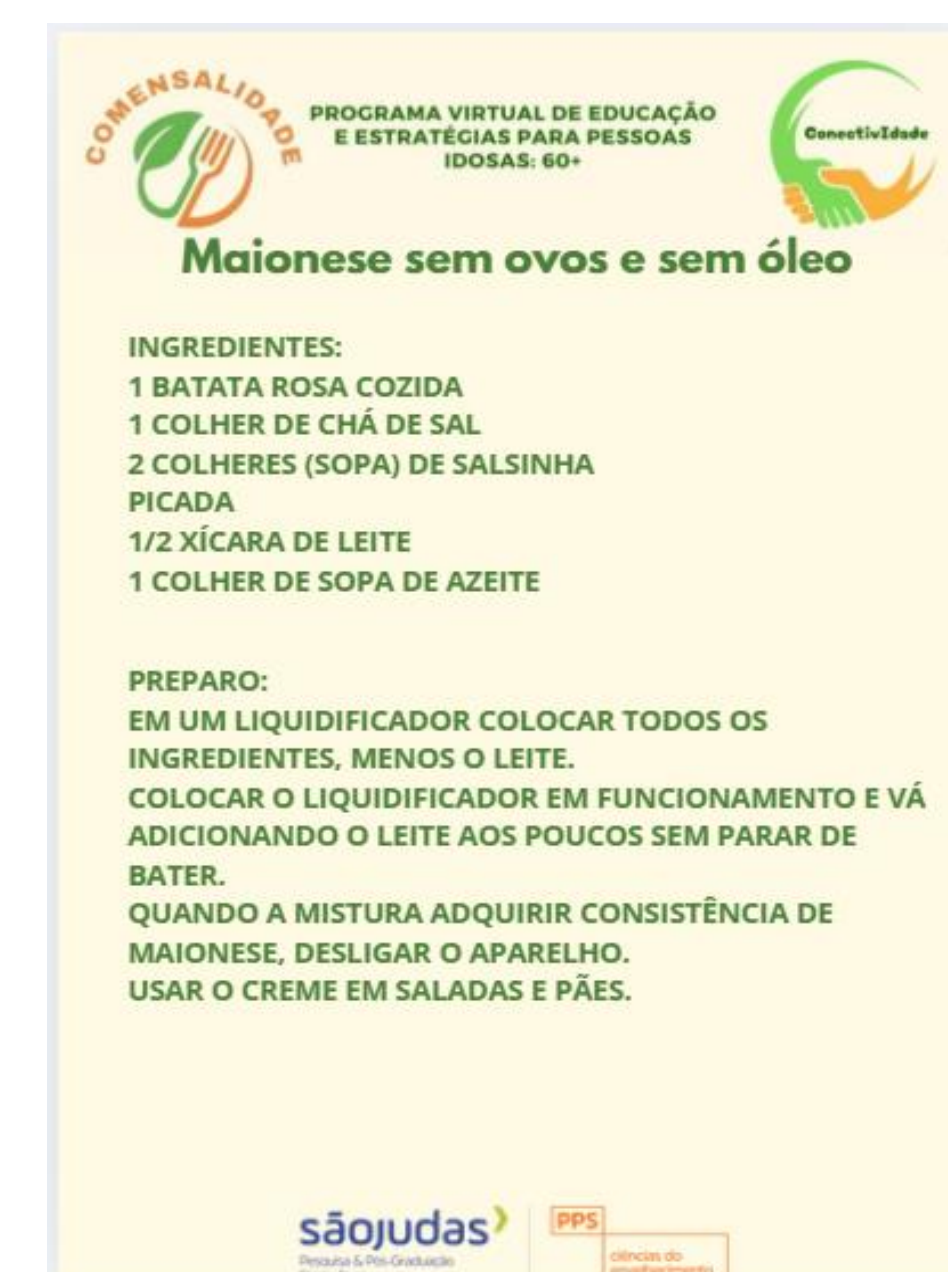 COMENSALIDADE
PROGRAMA VIRTUAL DE EDUCAÇÃO
E ESTRATÉGIAS PARA PESSOAS
IDOSAS: 60+
ConectivIdade
Maionese sem ovos e sem óleo
INGREDIENTES:
1 BATATA ROSA COZIDA
1 COLHER DE CHÁ DE SAL
2 COLHERES (SOPA) DE SALSINHA
PICADA
1/2 XÍCARA DE LEITE
1 COLHER DE SOPA DE AZEITE
PREPARO:
EM UM LIQUIDIFICADOR COLOCAR TODOS OS
INGREDIENTES, MENOS O LEITE.
COLOCAR O LIQUIDIFICADOR EM FUNCIONAMENTO E VÁ
ADICIONANDO O LEITE AOS POUCOS SEM PARAR DE
BATER.
QUANDO A MISTURA ADQUIRIR CONSISTÊNCIA DE
MAIONESE, DESLIGAR O APARELHO.
USAR O CREME EM SALADAS E PÃES.
sãojudas
Pesquisa & Pós-Graduação
PPS
ciências do
envelhecimento